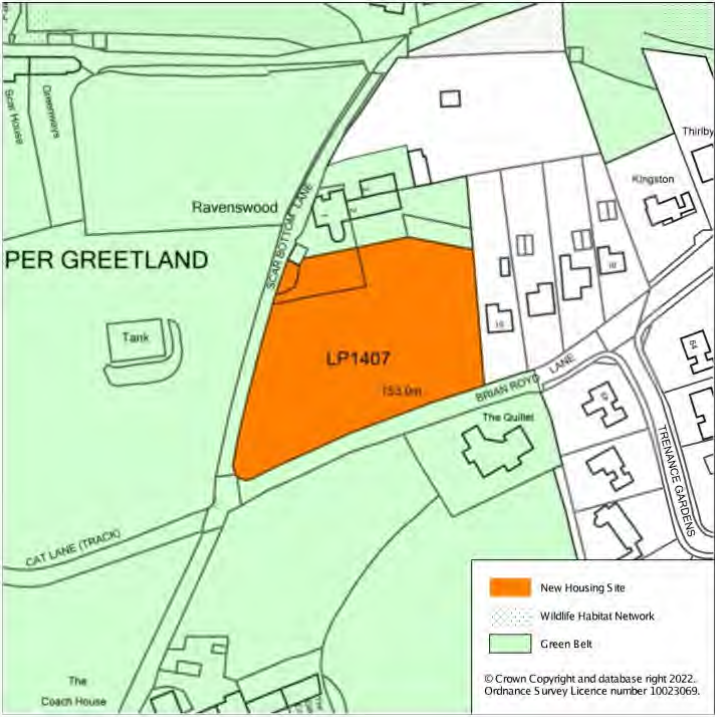 Scar House
Greenways
Ravenswood
PER GREETLAND
SCAR BOTTOM LANE
Thirlby
Kingston
Tank
LP1407
153.0m
BRIAN ROYD LANE
The Quillet
64
TRENANCE GARDENS
CAT LANE (TRACK)
The
Coach House
New Housing Site
Wildlife Habitat Network
Green Belt
© Crown Copyright and database right 2022.
Ordnance Survey Licence number 10023069.